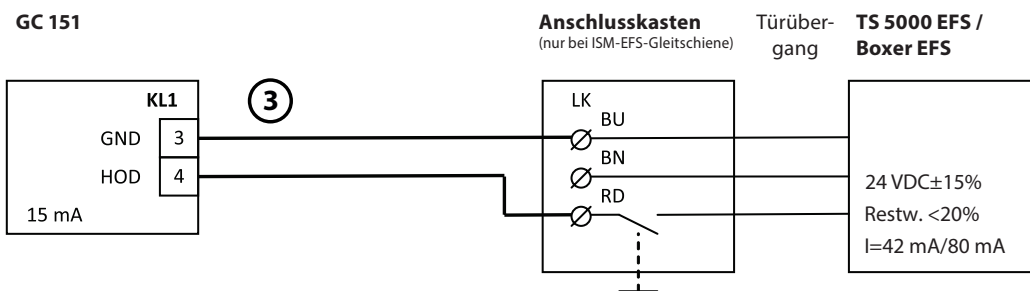 GC 151
Anschlusskasten
(nur bei ISM-EFS-Gleitschiene)
Türüber-
gang
TS 5000 EFS /
Boxer EFS
KL1
3
GND 3
HOD 4
15 mA
LK
BU
BN
RD
24 VDC±15%
Restw. <20%
I=42 mA/80 mA